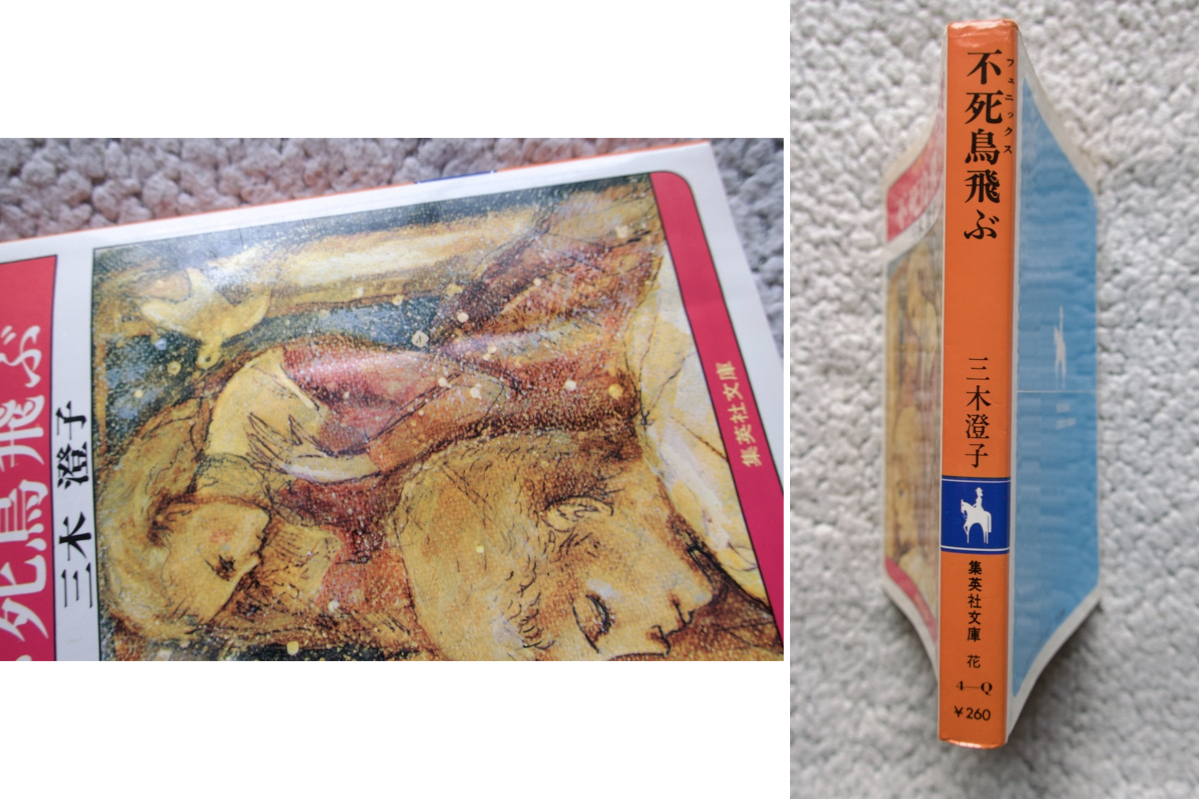 死鳥飛ぶ
三木 澄子
集英社文庫
不死鳥飛ぶ
フェニックス
三木澄子
集英社文庫 花
4—Q
¥260